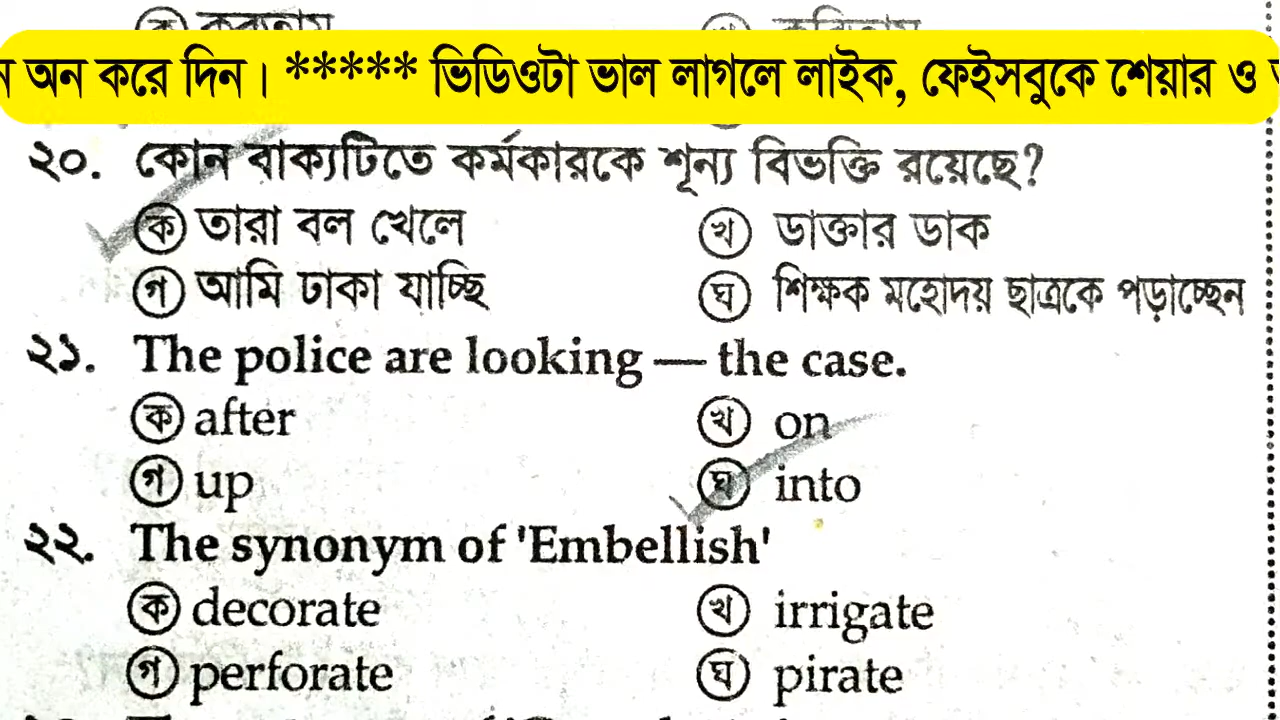 ক করতাম খ করিতাম
ন অন করে দিন। ***** ভিডিওটা ভাল লাগলে লাইক, ফেইসবুকে শেয়ার ও
২০. কোন বাক্যটিতে কর্মকারকে শূন্য বিভক্তি রয়েছে?
ক তারা বল খেলে খ ডাক্তার ডাক
গ আমি ঢাকা যাচ্ছি ঘ শিক্ষক মহোদয় ছাত্রকে পড়াচ্ছেন
২১. The police are looking — the case.
ক after খ on
গ up ঘ into
২২. The synonym of 'Embellish'
ক decorate খ irrigate
গ perforate ঘ pirate